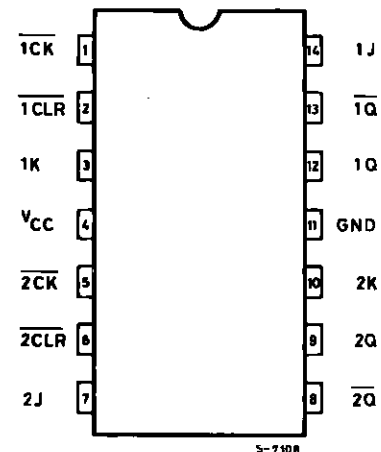 1CK 1 14 1J
1CLR 2 13 1Q
1K 3 12 1Q
VCC 4 11 GND
2CK 5 10 2K
2CLR 6 9 2Q
2J 7 8 2Q
S-7108